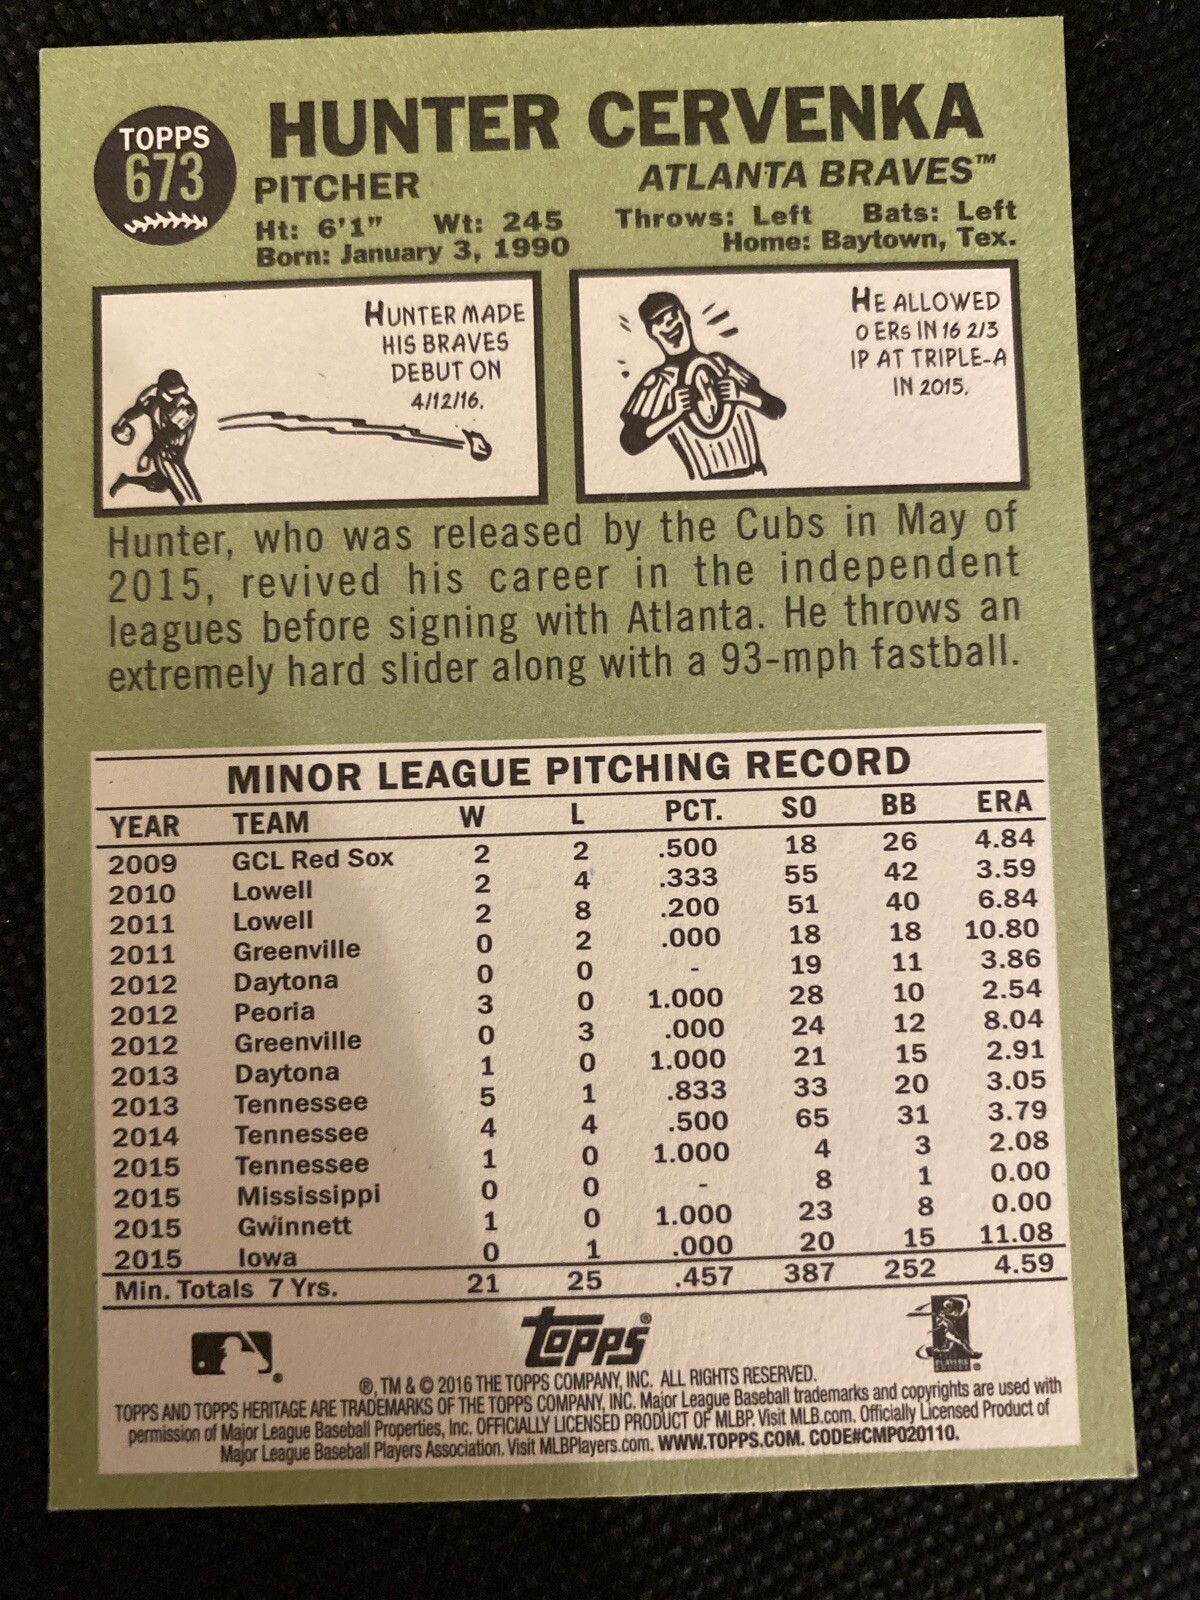 TOPPS
673
HUNTER CERVENKA
PITCHER
ATLANTA BRAVES™
Ht: 6'1" Wt: 245
Throws: Left Bats: Left
Born: January 3, 1990
Home: Baytown, Tex.
HUNTER MADE
HIS BRAVES
DEBUT ON
4/12/16.
HE ALLOWED
0 ERs IN 16 2/3
IP AT TRIPLE-A
IN 2015.
Hunter, who was released by the Cubs in May of
2015, revived his career in the independent
leagues before signing with Atlanta. He throws an
extremely hard slider along with a 93-mph fastball.
MINOR LEAGUE PITCHING RECORD
YEAR TEAM W L PCT. SO BB ERA
2009 GCL Red Sox 2 2 .500 18 26 4.84
2010 Lowell 2 4 .333 55 42 3.59
2011 Lowell 2 8 .200 51 40 6.84
2011 Greenville 0 2 .000 18 18 10.80
2012 Daytona 0 0 - 19 11 3.86
2012 Peoria 3 0 1.000 28 10 2.54
2012 Greenville 0 3 .000 24 12 8.04
2013 Daytona 1 0 1.000 21 15 2.91
2013 Tennessee 5 1 .833 33 20 3.05
2014 Tennessee 4 4 .500 65 31 3.79
2015 Tennessee 1 0 1.000 4 3 2.08
2015 Mississippi 0 0 - 8 1 0.00
2015 Gwinnett 1 0 1.000 23 8 0.00
2015 Iowa 0 1 .000 20 15 11.08
Min. Totals 7 Yrs. 21 25 .457 387 252 4.59
topps®
®, TM & © 2016 THE TOPPS COMPANY, INC. ALL RIGHTS RESERVED.
TOPPS AND TOPPS HERITAGE ARE TRADEMARKS OF THE TOPPS COMPANY, INC. Major League Baseball trademarks and copyrights are used with
permission of Major League Baseball Properties, Inc. OFFICIALLY LICENSED PRODUCT OF MLBP. Visit MLB.com. Officially Licensed Product of
Major League Baseball Players Association. Visit MLBPlayers.com. WWW.TOPPS.COM. CODE#CMP020110.